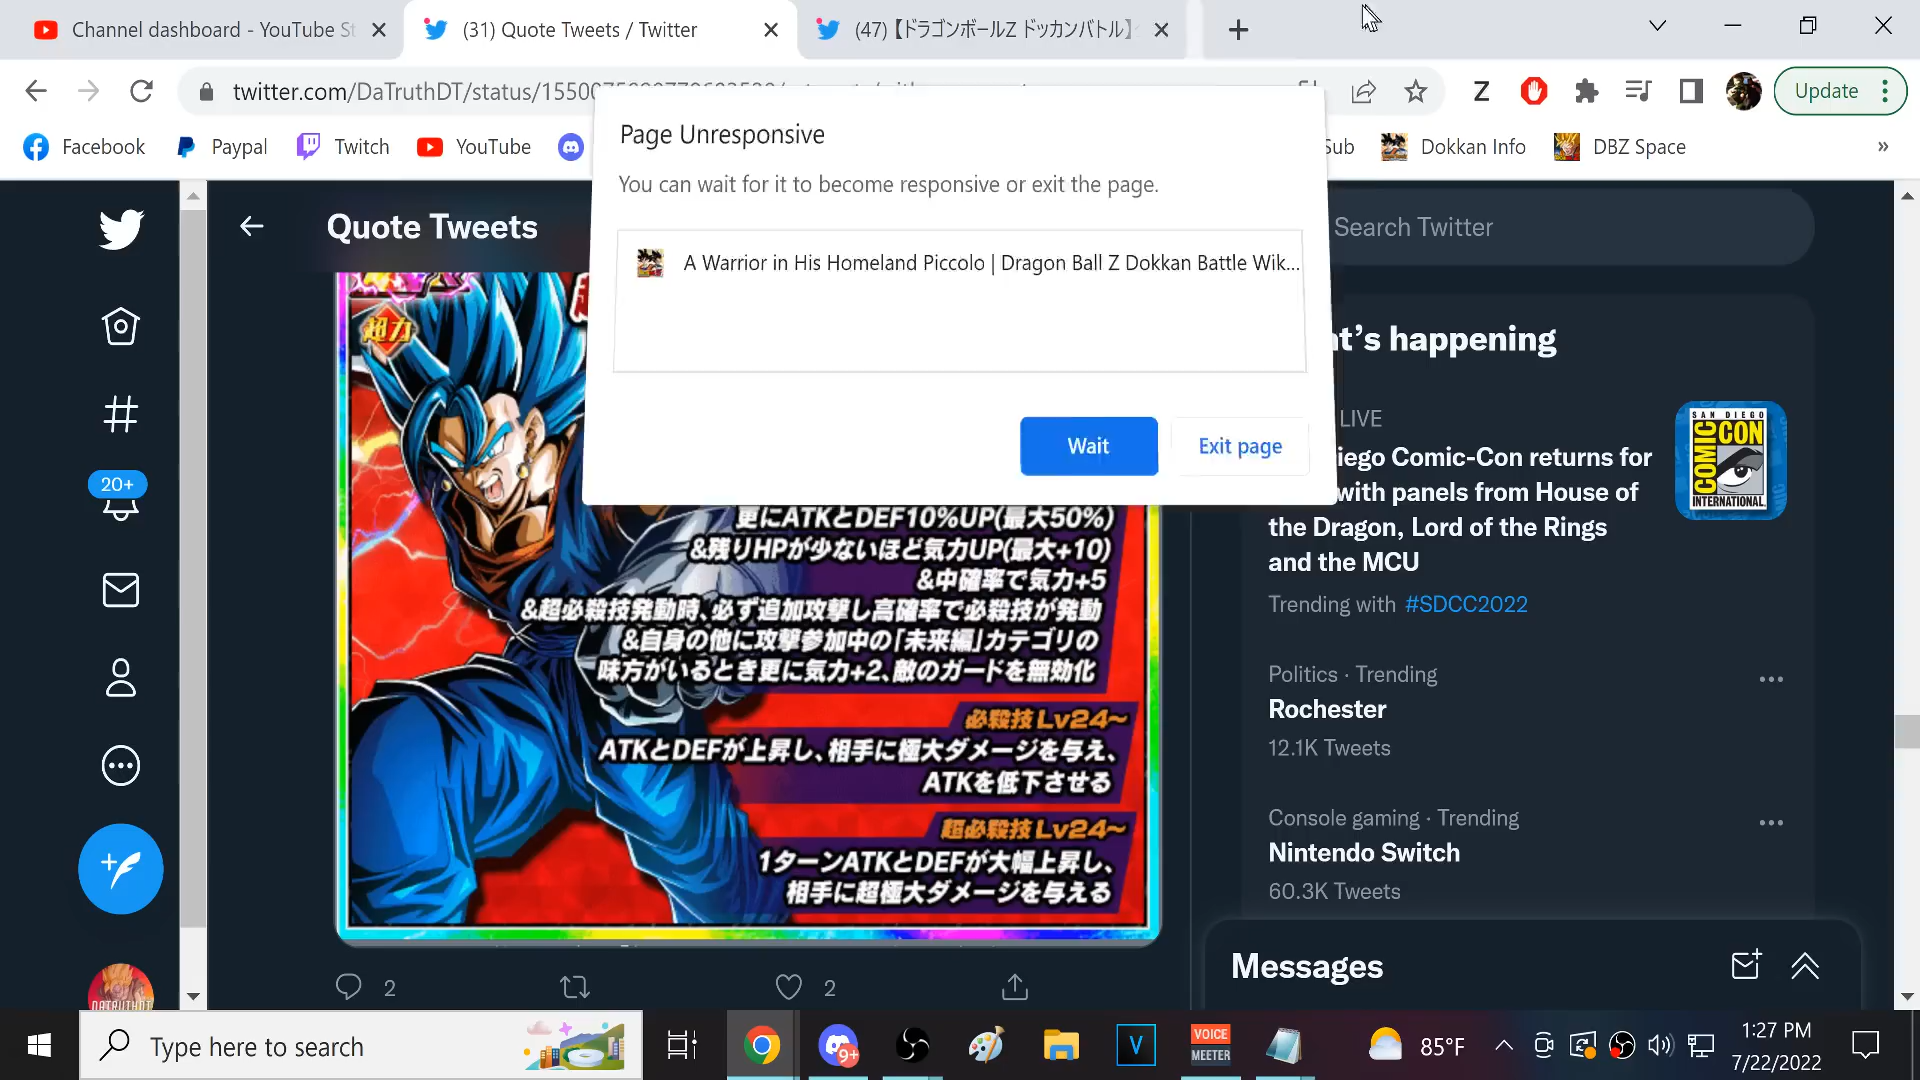 Channel dashboard - YouTube St
(31) Quote Tweets / Twitter
(47)【ドラゴンボールZ ドッカンバトル】
twitter.com/DaTruthDT/status/
Z
Update
Facebook
Paypal
Twitch
YouTube
Sub
Dokkan Info
DBZ Space
»
Page Unresponsive
You can wait for it to become responsive or exit the page.
A Warrior in His Homeland Piccolo | Dragon Ball Z Dokkan Battle Wik...
Wait
Exit page
Quote Tweets
Search Twitter
20+
超力
更にATKとDEF10%UP(最大50%)
&残りHPが少ないほど気力UP(最大+10)
&中確率で気力+5
&超必殺技発動時、必ず追加攻撃し高確率で必殺技が発動
&自身の他に攻撃参加中の「未来編」カテゴリの
味方がいるとき更に気力+2、敵のガードを無効化
必殺技Lv24~
ATKとDEFが上昇し、相手に極大ダメージを与え、
ATKを低下させる
超必殺技Lv24~
1ターンATKとDEFが大幅上昇し、
相手に超極大ダメージを与える
2
2
t's happening
LIVE
iego Comic-Con returns for
with panels from House of
the Dragon, Lord of the Rings
and the MCU
Trending with #SDCC2022
SAN DIEGO
COMIC CON
INTERNATIONAL
Politics · Trending
Rochester
12.1K Tweets
Console gaming · Trending
Nintendo Switch
60.3K Tweets
Messages
DATRUTHDT
Type here to search
9+
V
VOICE
MEETER
85°F
1:27 PM
7/22/2022